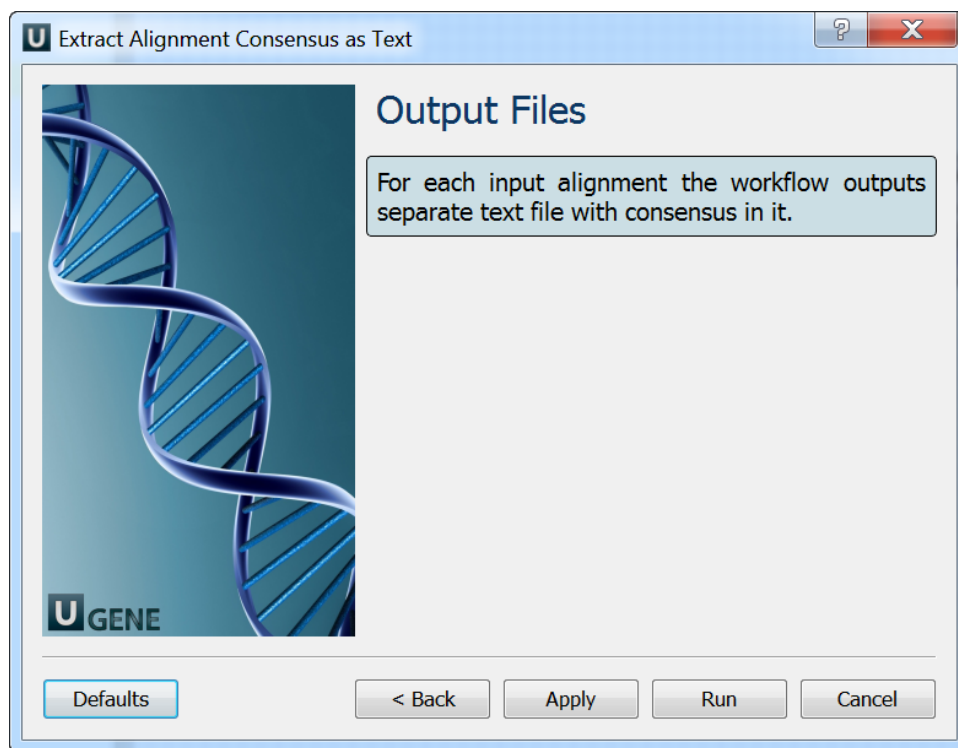 U Extract Alignment Consensus as Text
Output Files
For each input alignment the workflow outputs
separate text file with consensus in it.
U GENE
Defaults
< Back
Apply
Run
Cancel